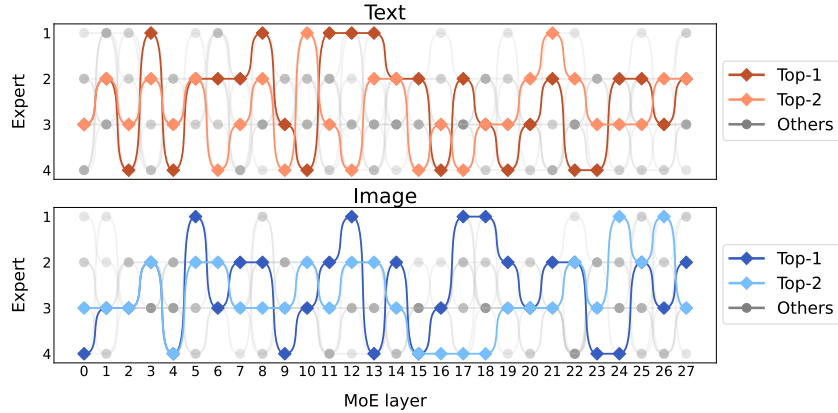 Text
Expert
1
2
3
4
Top-1
Top-2
Others
Image
Expert
1
2
3
4
Top-1
Top-2
Others
0 1 2 3 4 5 6 7 8 9 10 11 12 13 14 15 16 17 18 19 20 21 22 23 24 25 26 27
MoE layer